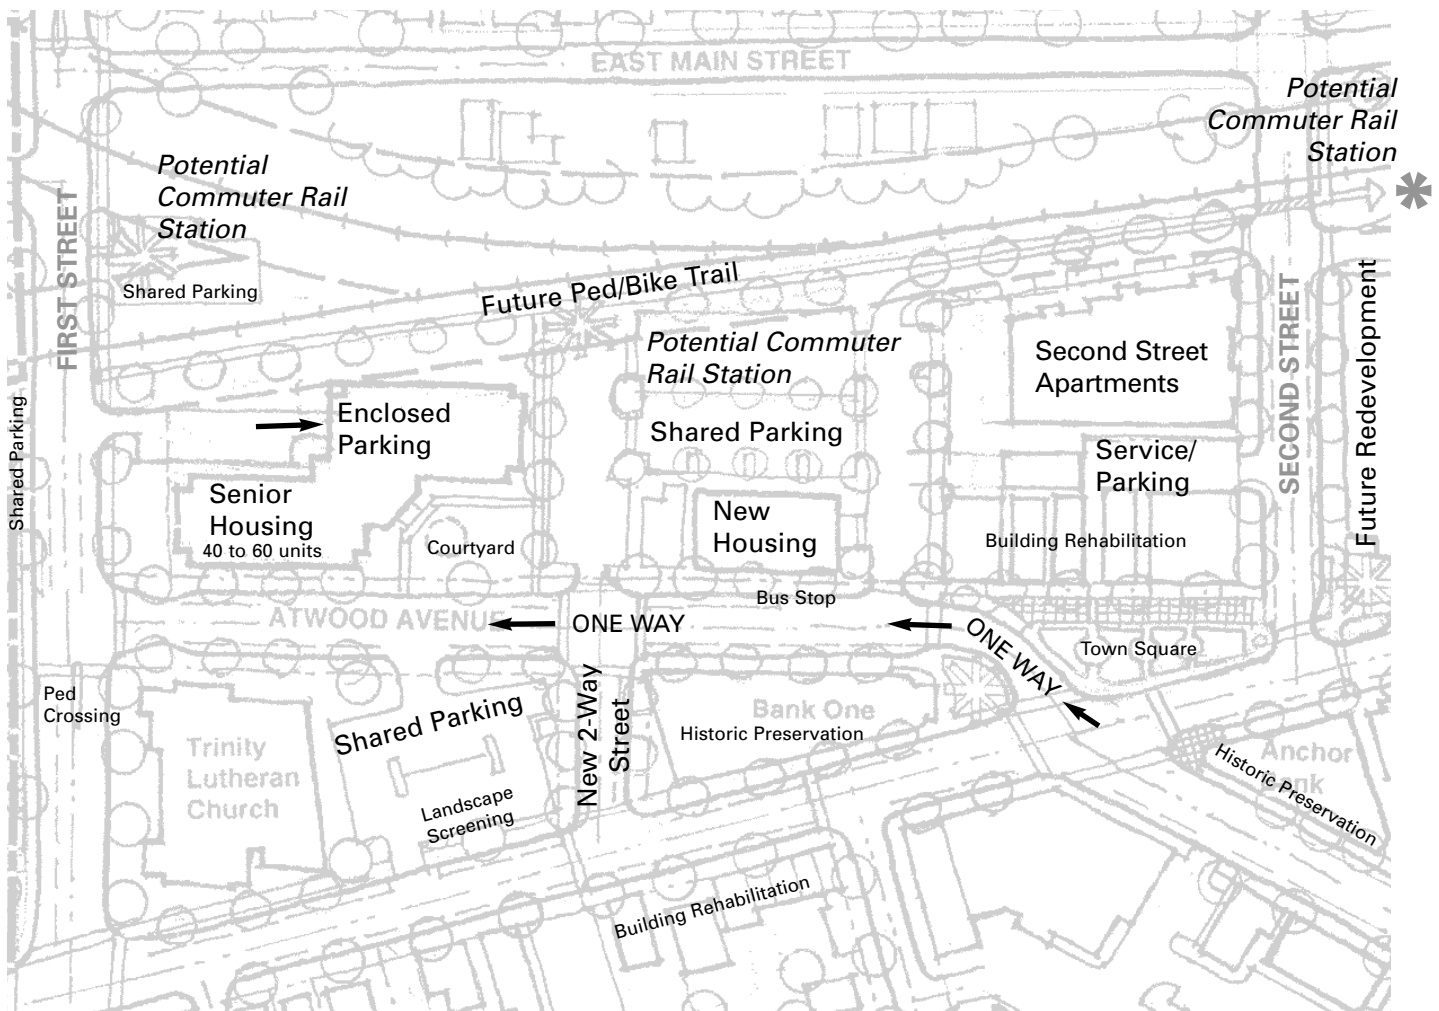 EAST MAIN STREET
Potential
Commuter Rail
Station
Potential
Commuter Rail
Station
FIRST STREET
Shared Parking
Future Ped/Bike Trail
SECOND STREET
Future Redevelopment
Potential Commuter
Rail Station
Second Street
Apartments
Shared Parking
Enclosed
Parking
Shared Parking
Service/
Parking
Senior
Housing
40 to 60 units
New
Housing
Courtyard
Building Rehabilitation
Bus Stop
ATWOOD AVENUE
ONE WAY
ONE WAY
Town Square
Ped
Crossing
Shared Parking
New 2-Way
Street
Bank One
Historic Preservation
Trinity
Lutheran
Church
Anchor
Historic Preservation
Landscape
Screening
Building Rehabilitation